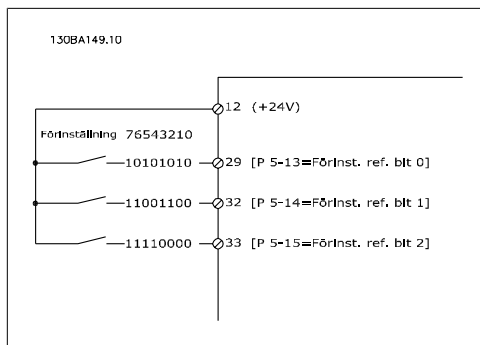 130BA149.10
12 (+24V)
Förinställning 76543210
10101010 29 [P 5-13=Förinst. ref. bit 0]
11001100 32 [P 5-14=Förinst. ref. bit 1]
11110000 33 [P 5-15=Förinst. ref. bit 2]